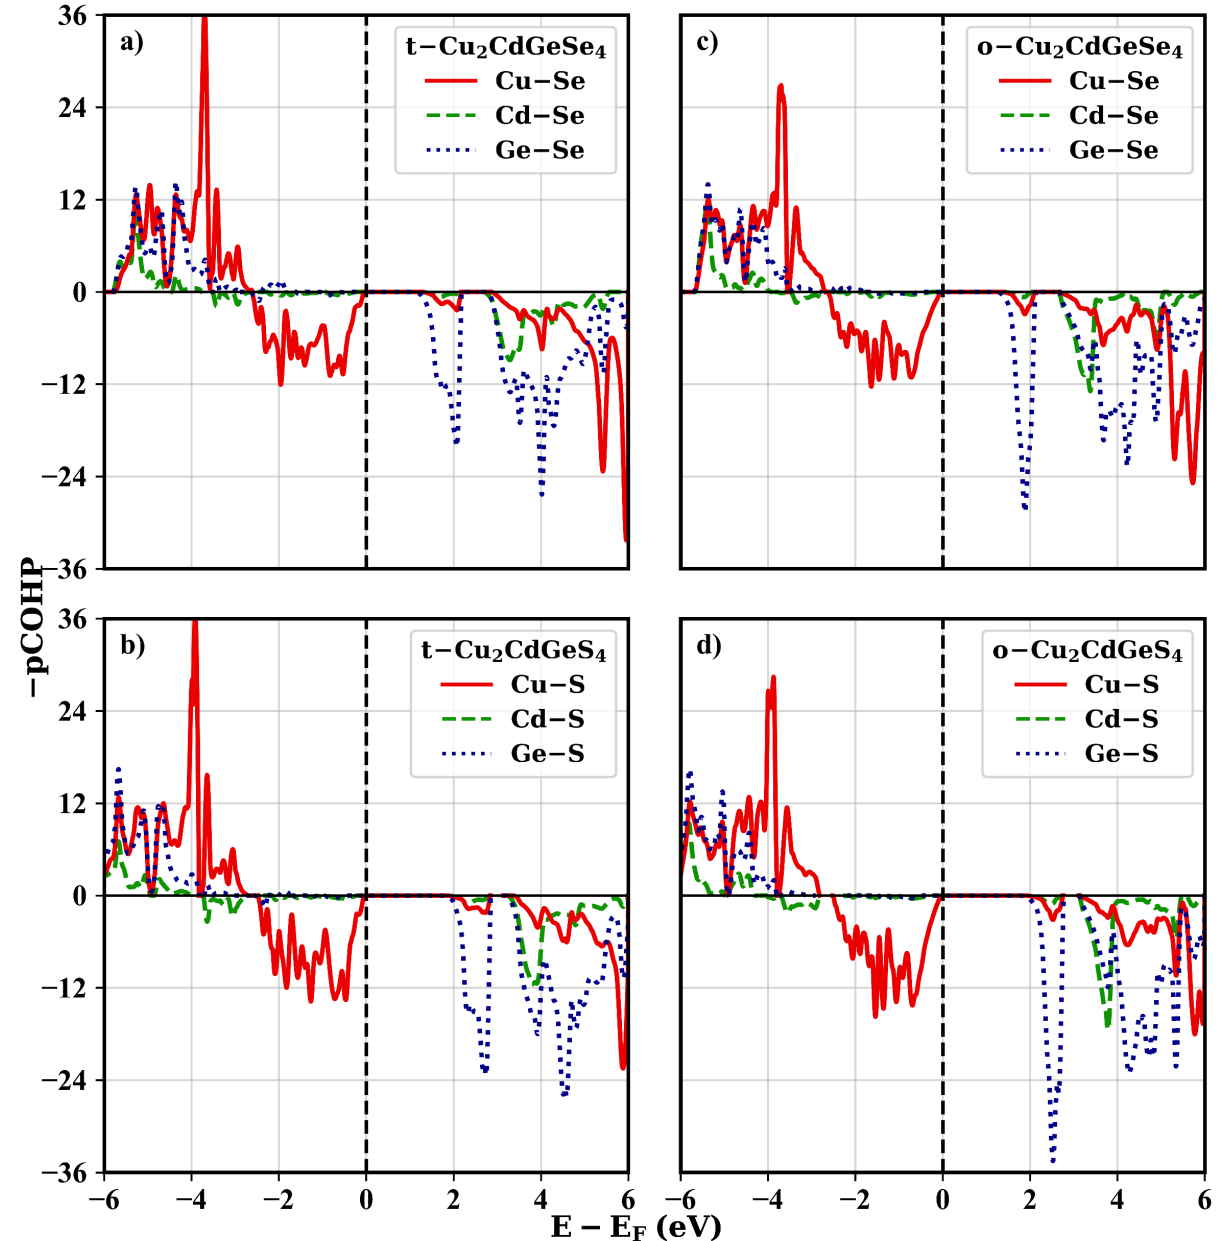 a)
t−Cu₂CdGeSe₄
Cu−Se
Cd−Se
Ge−Se
36
24
12
0
−12
−24
−36
c)
o−Cu₂CdGeSe₄
Cu−Se
Cd−Se
Ge−Se
−pCOHP
b)
t−Cu₂CdGeS₄
Cu−S
Cd−S
Ge−S
36
24
12
0
−12
−24
−36
−6 −4 −2 0 2 4 6
d)
o−Cu₂CdGeS₄
Cu−S
Cd−S
Ge−S
−6 −4 −2 0 2 4 6
E − E_F (eV)